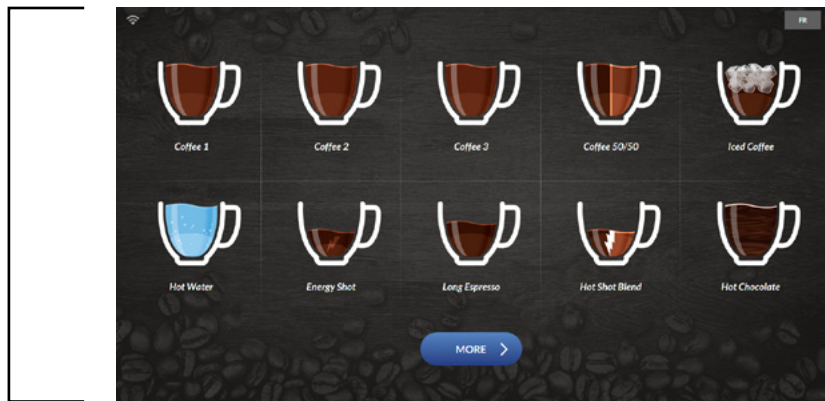 FR
Coffee 1
Coffee 2
Coffee 3
Coffee 50/50
Iced Coffee
Hot Water
Energy Shot
Long Espresso
Hot Shot Blend
Hot Chocolate
MORE